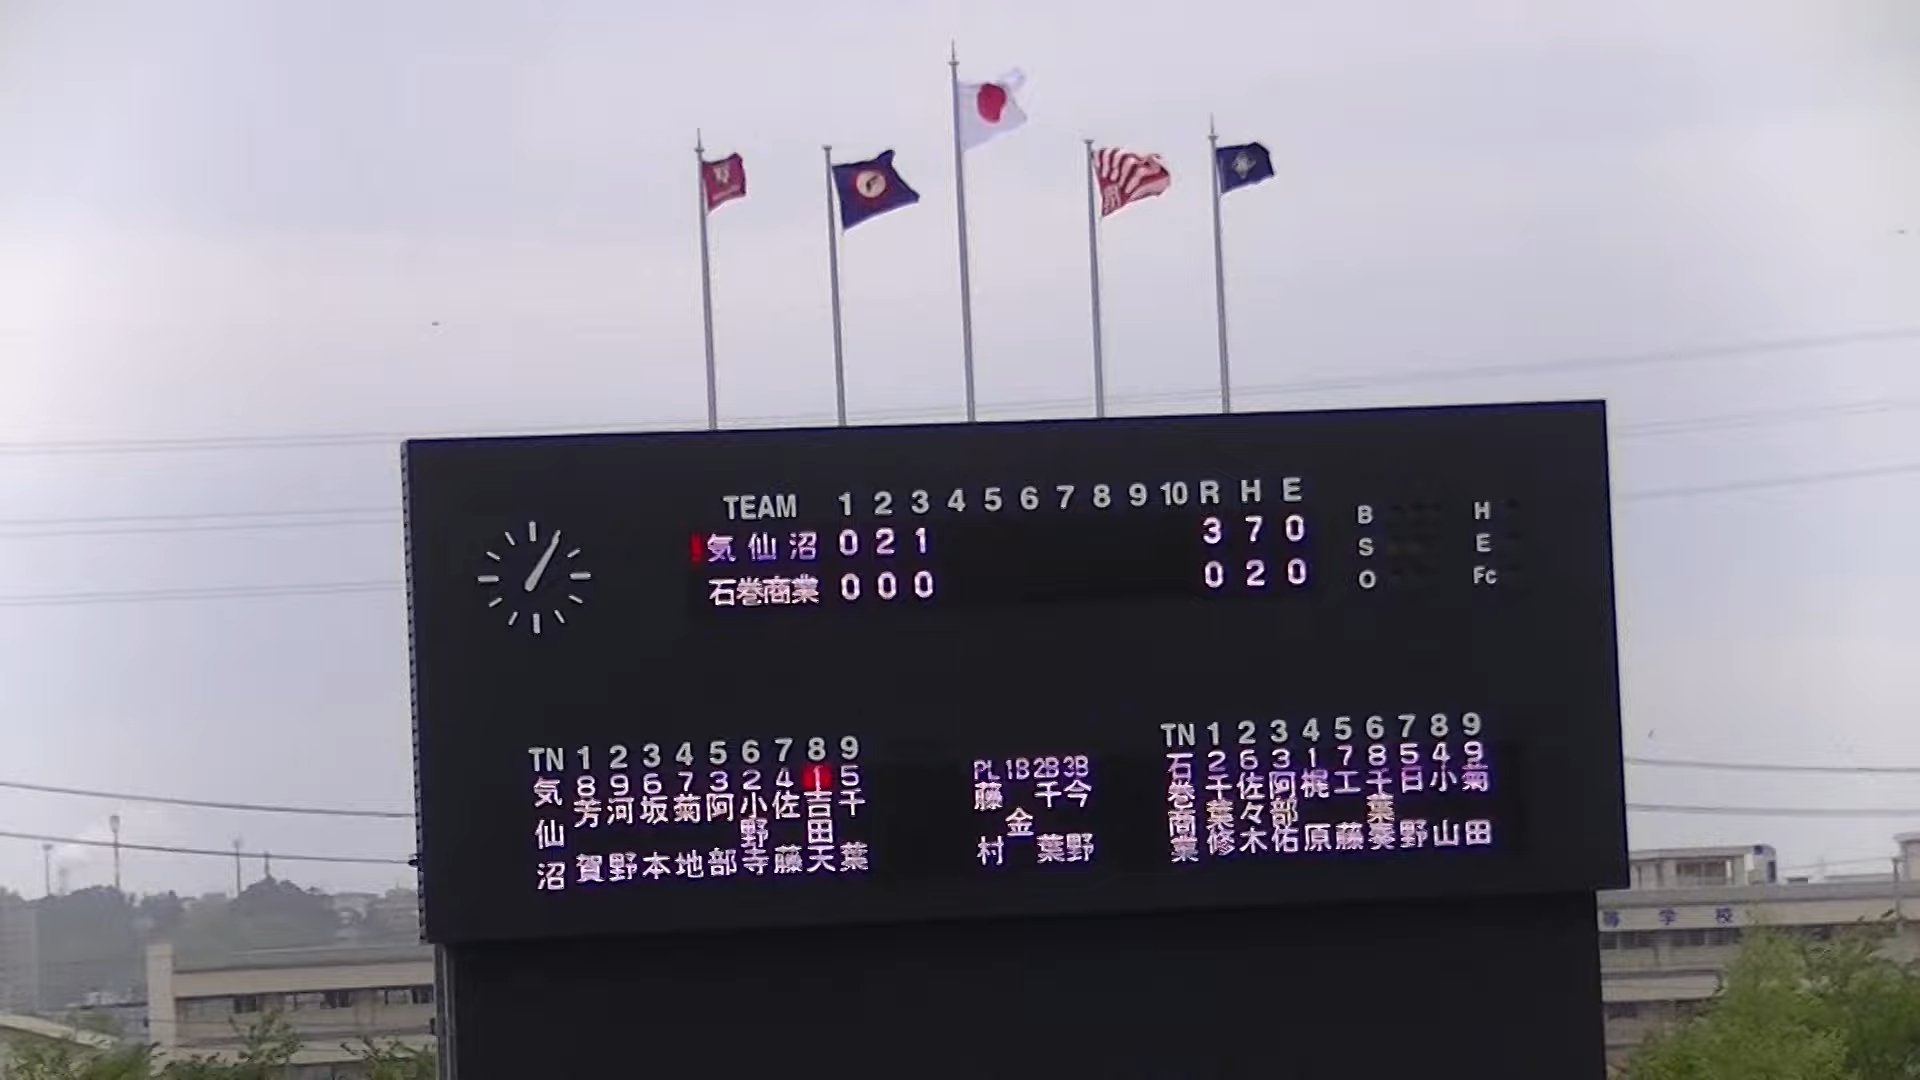 TEAM 1 2 3 4 5 6 7 8 9 10 R H E
気仙沼 0 2 1 3 7 0
石巻商業 0 0 0 0 2 0
B
S
O
H
E
Fc
TN 1 2 3 4 5 6 7 8 9
気仙沼
8 9 6 7 3 2 4 1 5
芳賀
河野
坂本
菊地
阿部
小野寺
佐藤
吉田天
千葉
PL 1B 2B 3B
藤村
金
千葉
今野
TN 1 2 3 4 5 6 7 8 9
石巻商業
2 6 3 1 7 8 5 4 9
千葉修
佐々木
阿部佑
梶原
工藤
千葉奏
日野
小山
菊田
等学校